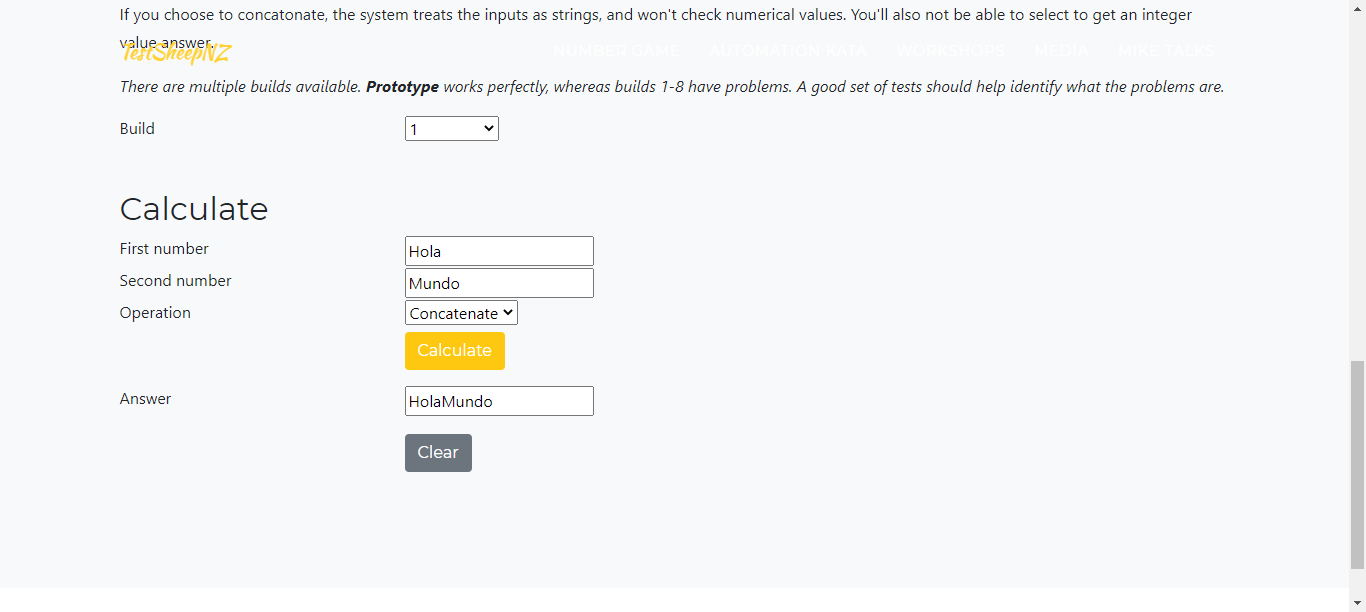 If you choose to concatonate, the system treats the inputs as strings, and won't check numerical values. You'll also not be able to select to get an integer
value answer.
TestSheepNZ NUMBER GAME AUTOMATION KATA WORKSHOPS MEDIA MIKE TALKS
There are multiple builds available. Prototype works perfectly, whereas builds 1-8 have problems. A good set of tests should help identify what the problems are.
Build 1
Calculate
First number Hola
Second number Mundo
Operation Concatenate
Calculate
Answer HolaMundo
Clear